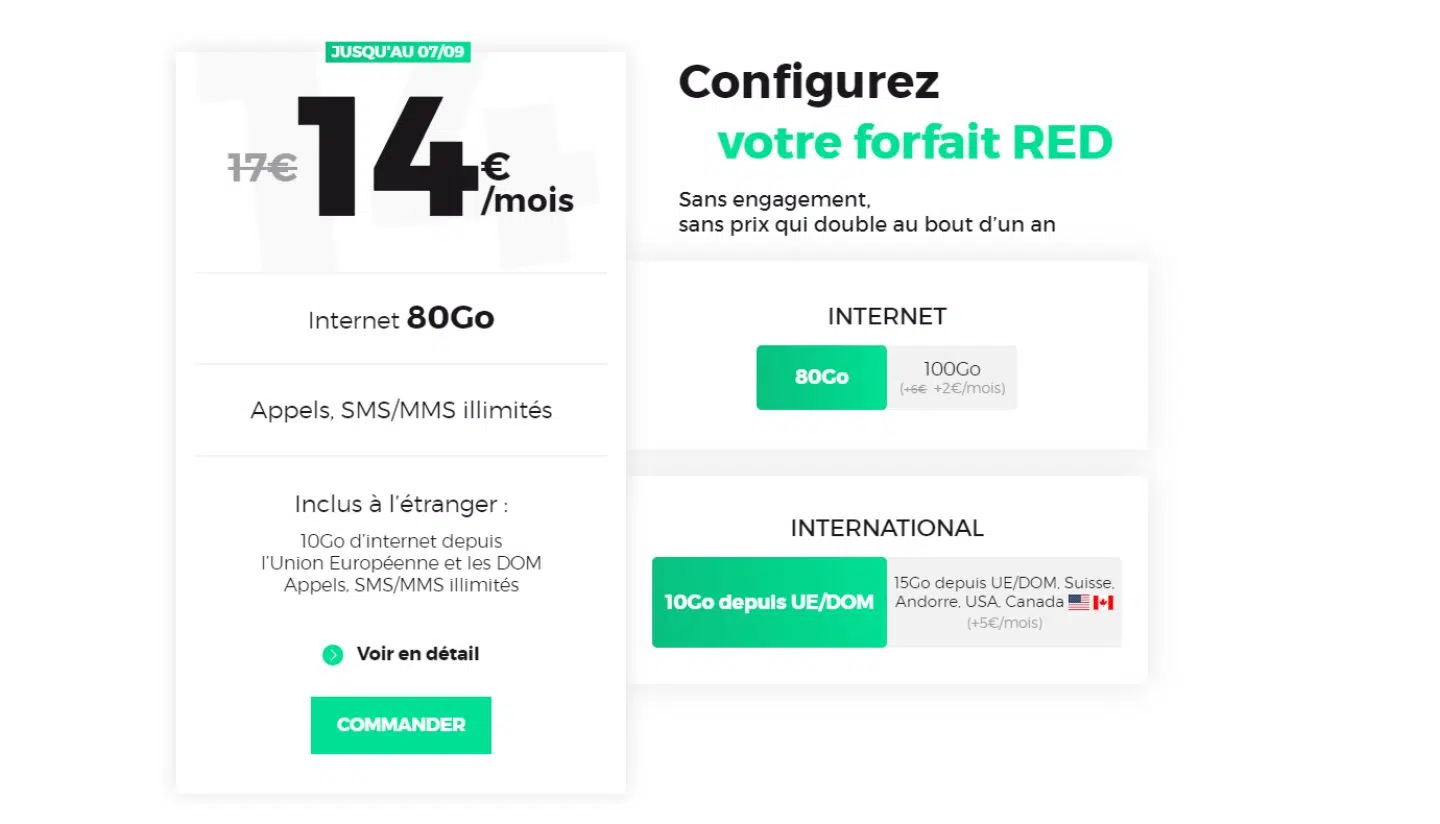 JUSQU'AU 07/09
17€
14€
/mois
Internet 80Go
Appels, SMS/MMS illimités
Inclus à l'étranger :
10Go d'internet depuis
l'Union Européenne et les DOM
Appels, SMS/MMS illimités
Voir en détail
COMMANDER
Configurez
votre forfait RED
Sans engagement,
sans prix qui double au bout d'un an
INTERNET
80Go
100Go
(+6€ +2€/mois)
INTERNATIONAL
10Go depuis UE/DOM
15Go depuis UE/DOM, Suisse,
Andorre, USA, Canada
(+5€/mois)